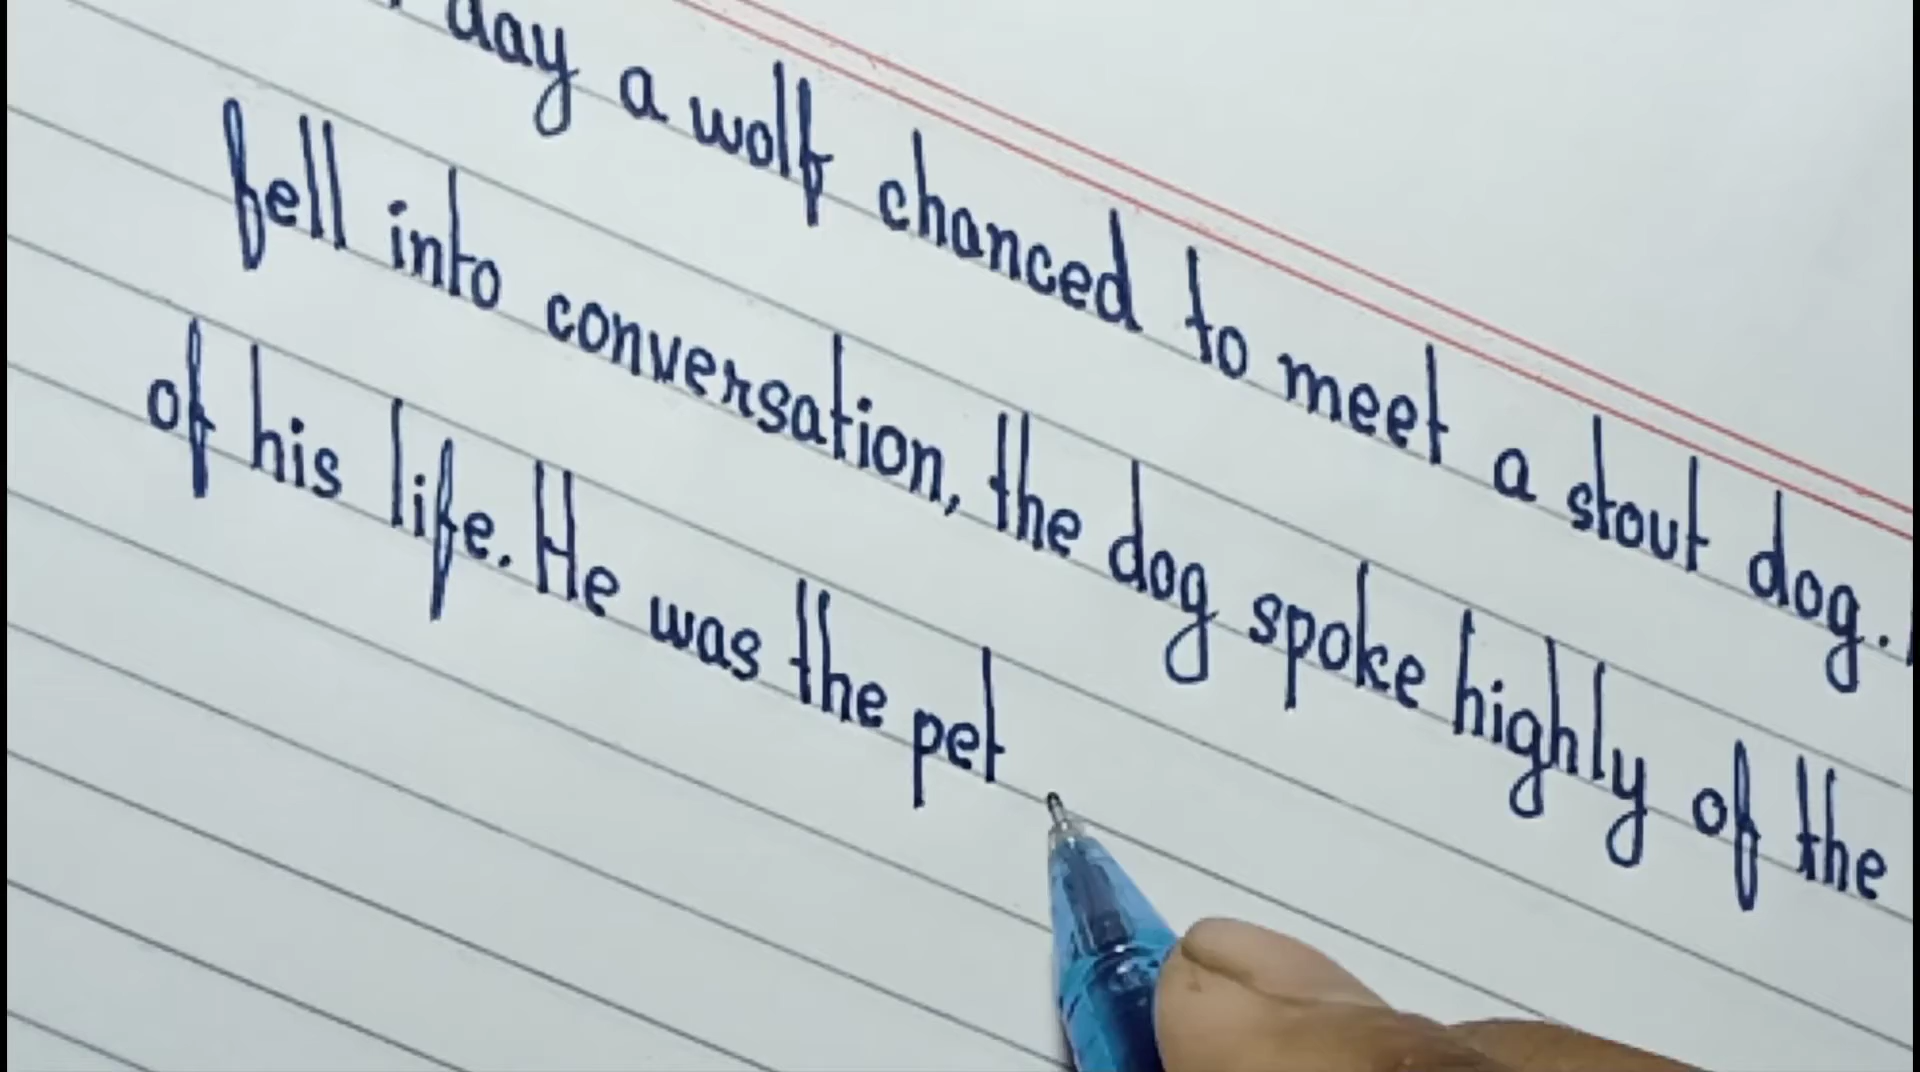 day a wolf chanced to meet a stout dog.
fell into conversation, the dog spoke highly of the
of his life. He was the pet